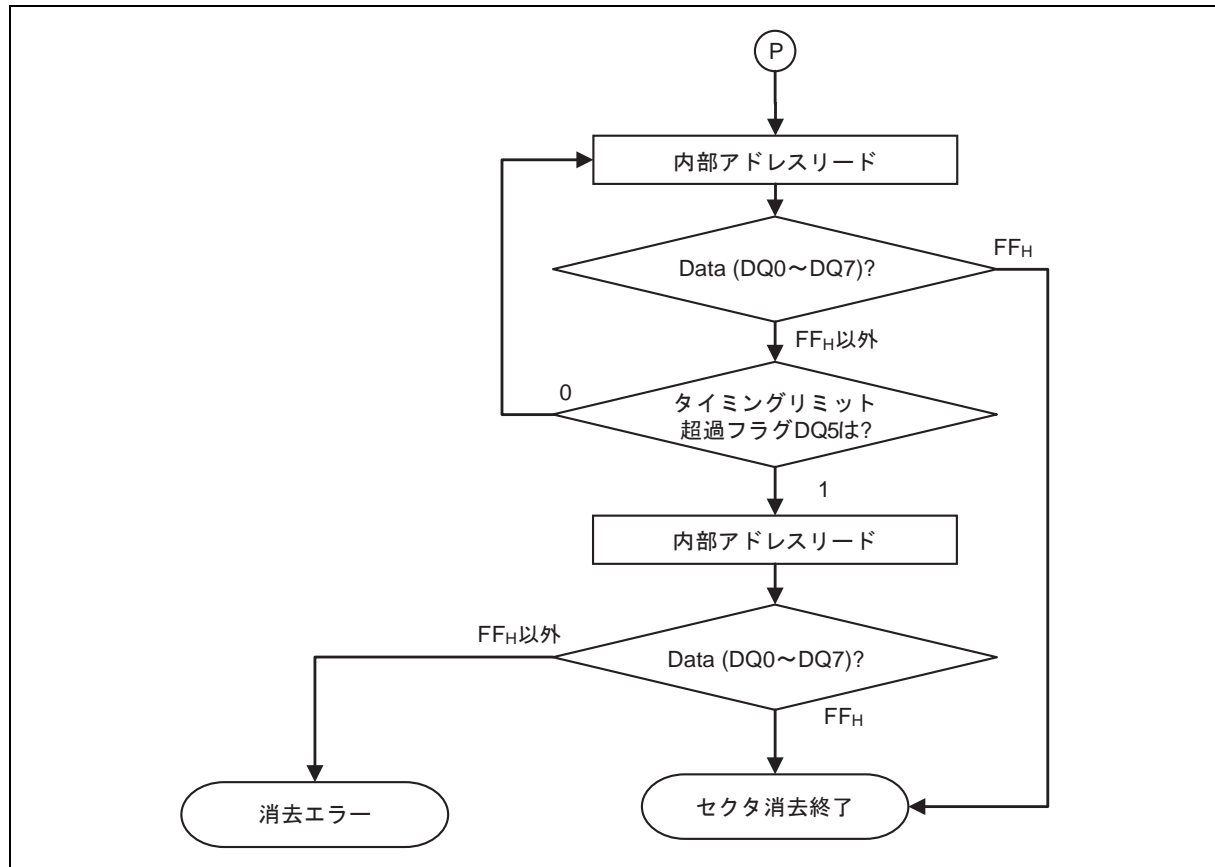 P
内部アドレスリード
Data (DQ0～DQ7)?
FFH
FFH以外
0
タイミングリミット
超過フラグDQ5は?
1
内部アドレスリード
FFH以外
Data (DQ0～DQ7)?
FFH
消去エラー
セクタ消去終了